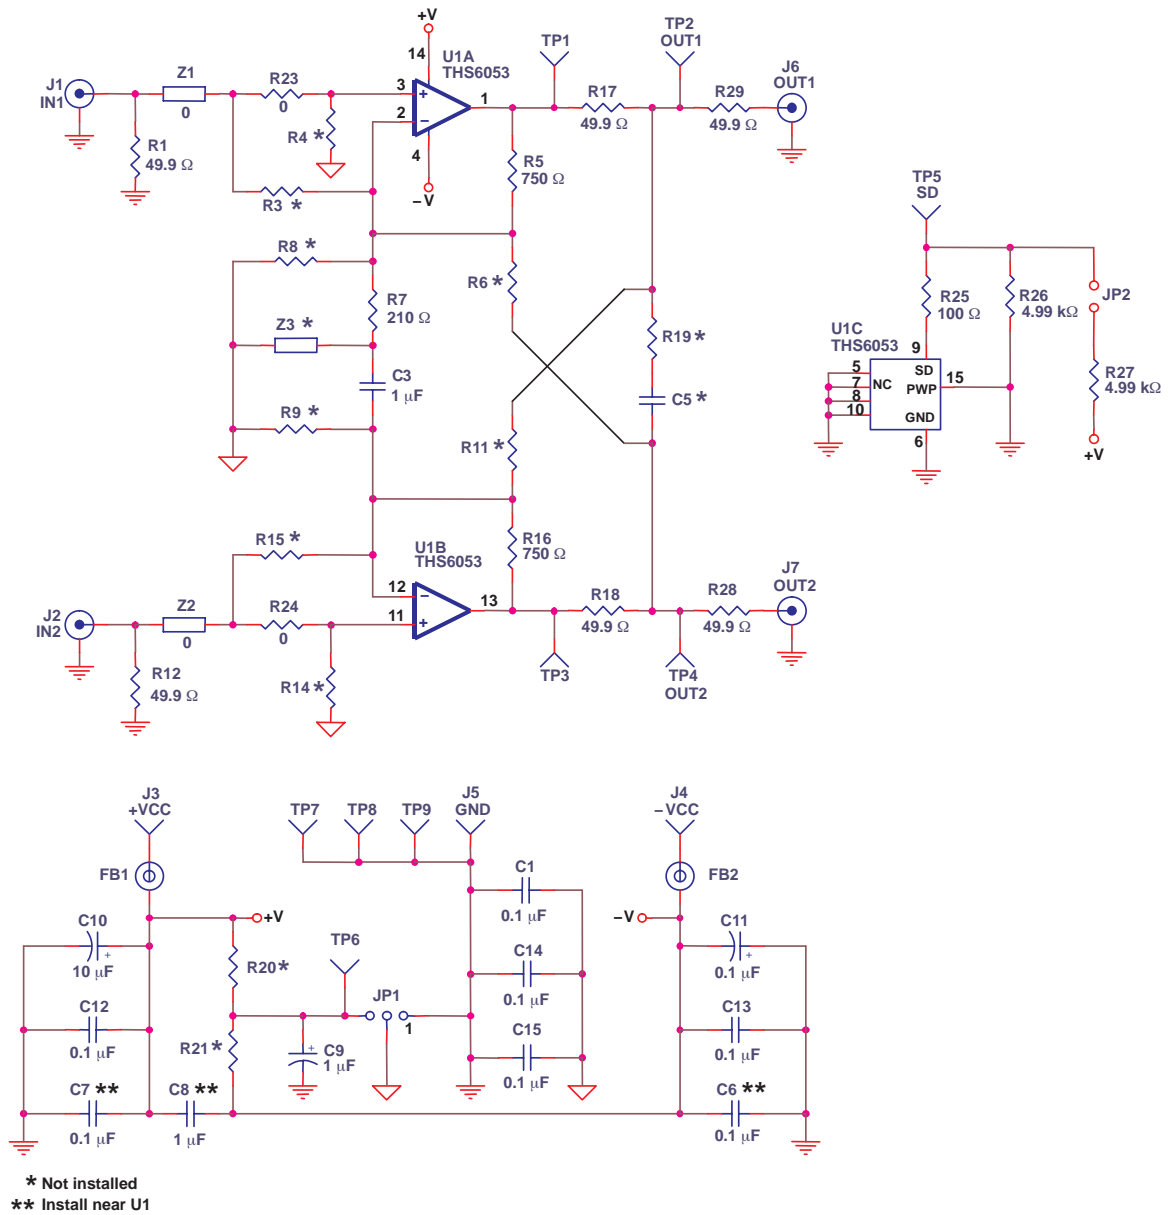 +V
14
U1A
THS6053
TP1
TP2
OUT1
J1
IN1
Z1
0
R23
0
3
2
+
−
1
4
−V
R17
49.9 Ω
R29
49.9 Ω
J6
OUT1
R1
49.9 Ω
R4 *
R5
750 Ω
R3 *
R8 *
R7
210 Ω
R6 *
Z3 *
C3
1 µF
R19 *
C5 *
R9 *
R11 *
TP5
SD
R25
100 Ω
R26
4.99 kΩ
JP2
U1C
THS6053
9
5
7
8
10
NC
SD
PWP
GND
15
6
R27
4.99 kΩ
+V
R15 *
U1B
THS6053
R16
750 Ω
12
11
−
+
13
J2
IN2
Z2
0
R24
0
R18
49.9 Ω
R28
49.9 Ω
J7
OUT2
R12
49.9 Ω
R14 *
TP3
TP4
OUT2
J3
+VCC
TP7
TP8
TP9
J5
GND
J4
−VCC
FB1
FB2
C10
+
10 µF
+V
C1
0.1 µF
−V
C11
+
0.1 µF
R20 *
TP6
C14
0.1 µF
C12
0.1 µF
JP1
1
C13
0.1 µF
R21 *
+
C9
1 µF
C15
0.1 µF
C7 **
0.1 µF
C8 **
1 µF
C6 **
0.1 µF
* Not installed
** Install near U1